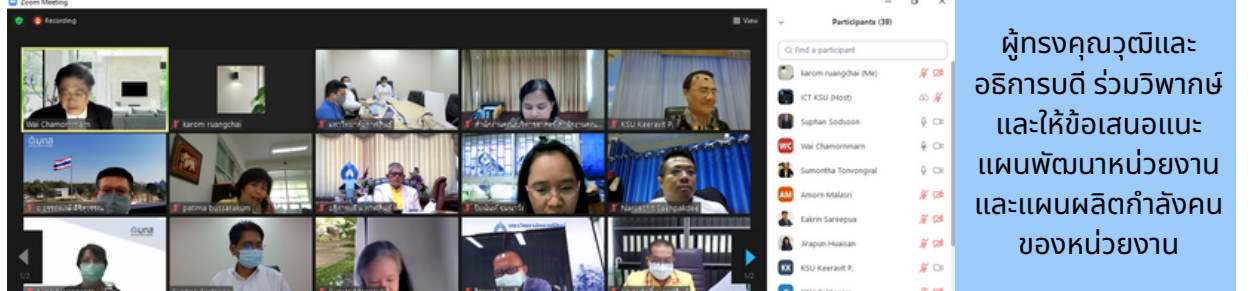 Zoom Meeting
Recording
View
Wai Chamornmarn
karom ruangchai
KSU Keeravit P.
patima bussarakum
Naruecht Saenpakdee
1/2
1/2
Participants (39)
Find a participant
karom ruangchai (Me)
ICT KSU (Host)
Suphan Sodsoon
WC Wai Chamornmarn
Sumontha Tonvongval
AM Amorn Malasri
Eakrin Sareepua
Jirapun Huaisan
KK KSU Keeravit P.
ผู้ทรงคุณวุฒิและ
อธิการบดี ร่วมวิพากษ์
และให้ข้อเสนอแนะ
แผนพัฒนาหน่วยงาน
และแผนผลิตกำลังคน
ของหน่วยงาน